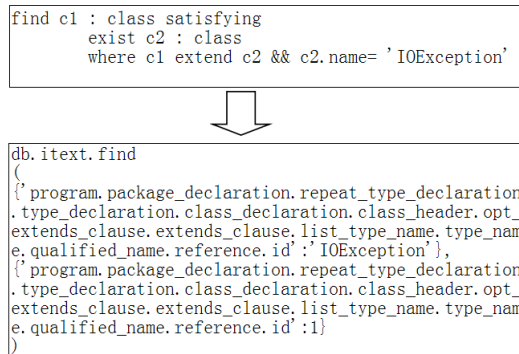 find c1 : class satisfying
exist c2 : class
where c1 extend c2 && c2.name= 'IOException'
db.itext.find
(
{'program.package_declaration.repeat_type_declaration
.type_declaration.class_declaration.class_header.opt_
extends_clause.extends_clause.list_type_name.type_nam
e.qualified_name.reference.id':'IOException'},
{'program.package_declaration.repeat_type_declaration
.type_declaration.class_declaration.class_header.opt_
extends_clause.extends_clause.list_type_name.type_nam
e.qualified_name.reference.id':1}
)